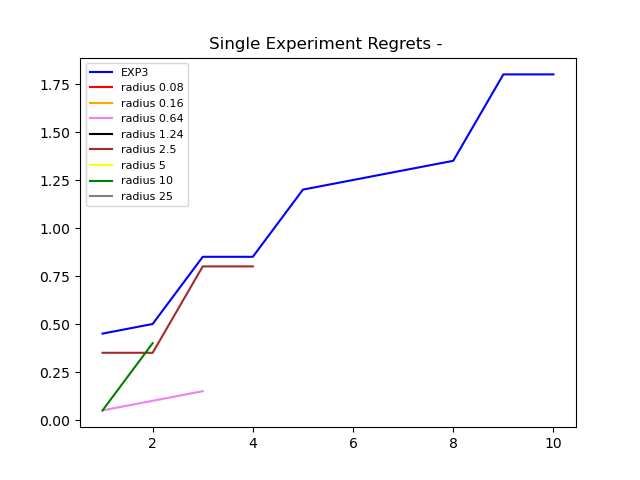 Single Experiment Regrets -
EXP3
radius 0.08
radius 0.16
radius 0.64
radius 1.24
radius 2.5
radius 5
radius 10
radius 25
1.75
1.50
1.25
1.00
0.75
0.50
0.25
0.00
2 4 6 8 10